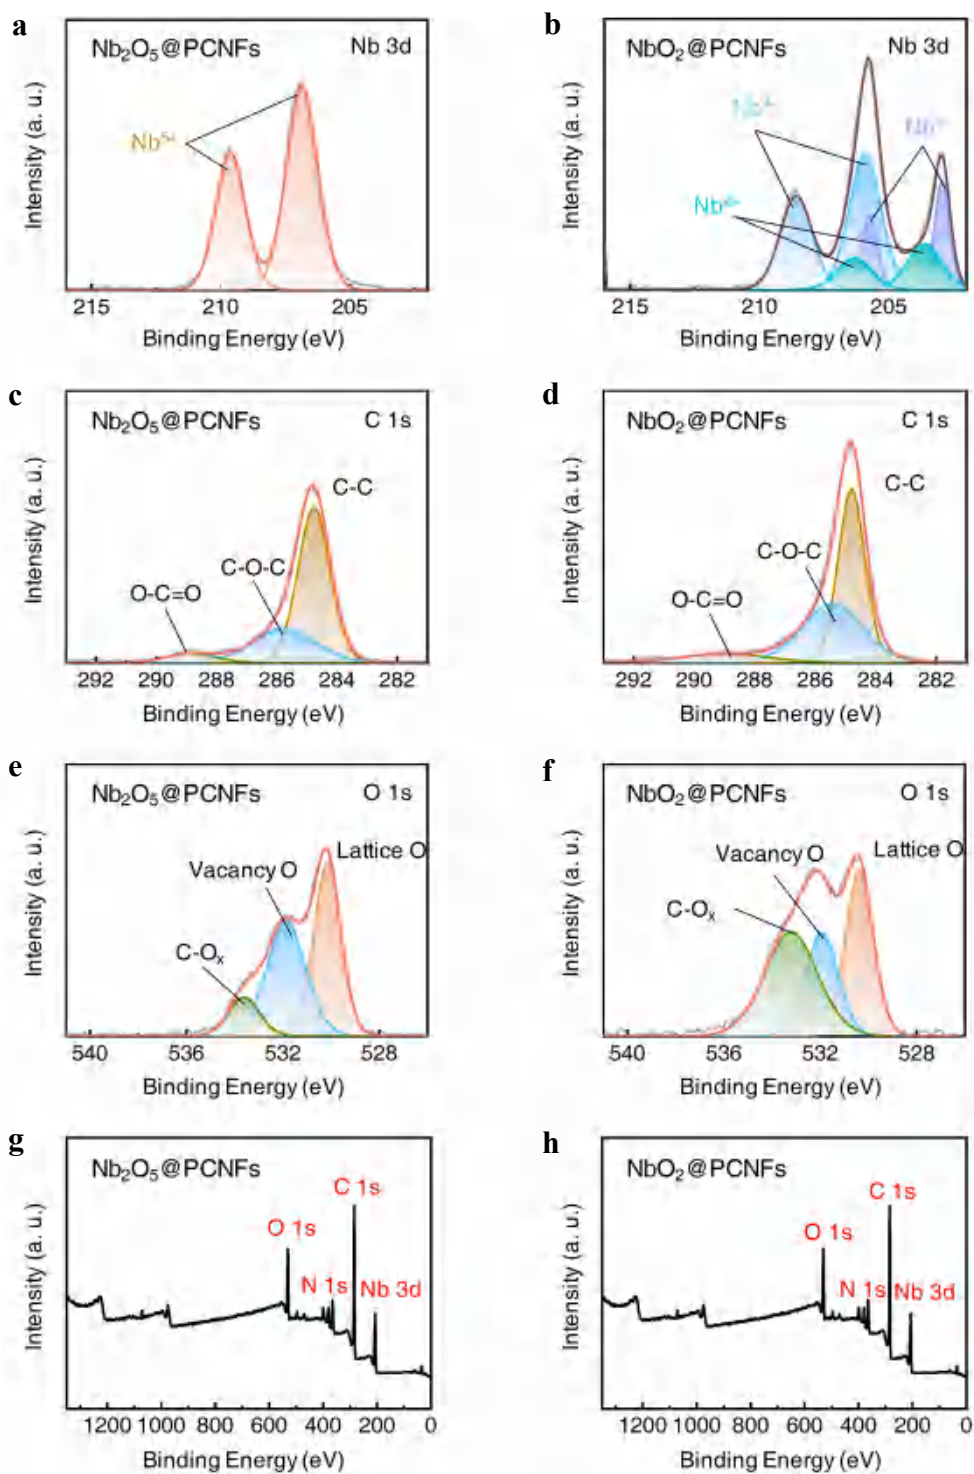 a
Nb₂O₅@PCNFs
Nb 3d
Nb⁵⁺
Intensity (a. u.)
215
210
205
Binding Energy (eV)
b
NbO₂@PCNFs
Nb 3d
Intensity (a. u.)
215
210
205
Binding Energy (eV)
c
Nb₂O₅@PCNFs
C 1s
C-C
C-O-C
O-C=O
Intensity (a. u.)
292
290
288
286
284
282
Binding Energy (eV)
d
NbO₂@PCNFs
C 1s
C-C
C-O-C
O-C=O
Intensity (a. u.)
292
290
288
286
284
282
Binding Energy (eV)
e
Nb₂O₅@PCNFs
O 1s
Lattice O
Vacancy O
C-Oₓ
Intensity (a. u.)
540
536
532
528
Binding Energy (eV)
f
NbO₂@PCNFs
O 1s
Lattice O
Vacancy O
C-Oₓ
Intensity (a. u.)
540
536
532
528
Binding Energy (eV)
g
Nb₂O₅@PCNFs
C 1s
O 1s
N 1s
Nb 3d
Intensity (a. u.)
1200 1000 800 600 400 200 0
Binding Energy (eV)
h
NbO₂@PCNFs
C 1s
O 1s
N 1s
Nb 3d
Intensity (a. u.)
1200 1000 800 600 400 200 0
Binding Energy (eV)